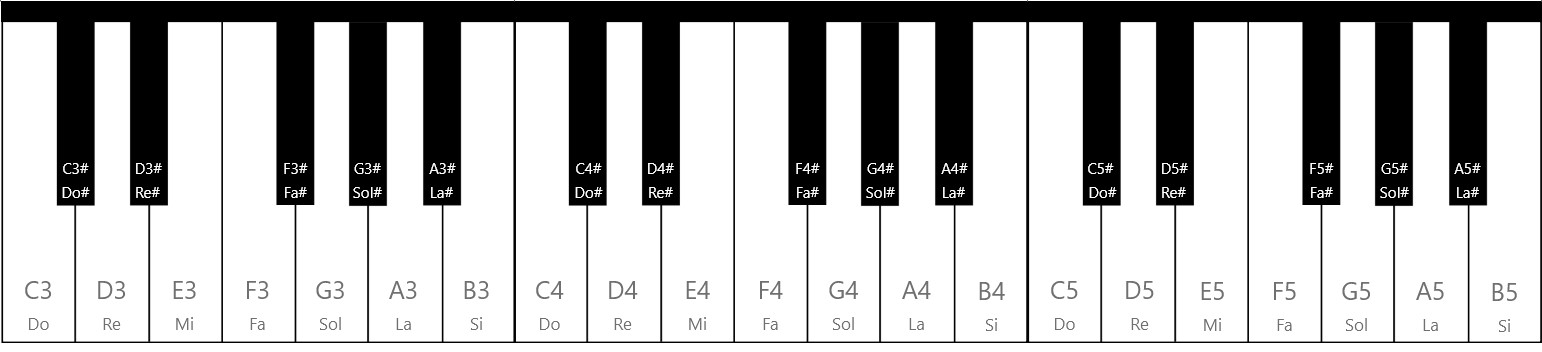 C3# D3# F3# G3# A3# C4# D4# F4# G4# A4# C5# D5# F5# G5# A5#
Do# Re# Fa# Sol# La# Do# Re# Fa# Sol# La# Do# Re# Fa# Sol# La#
C3 D3 E3 F3 G3 A3 B3 C4 D4 E4 F4 G4 A4 B4 C5 D5 E5 F5 G5 A5 B5
Do Re Mi Fa Sol La Si Do Re Mi Fa Sol La Si Do Re Mi Fa Sol La Si